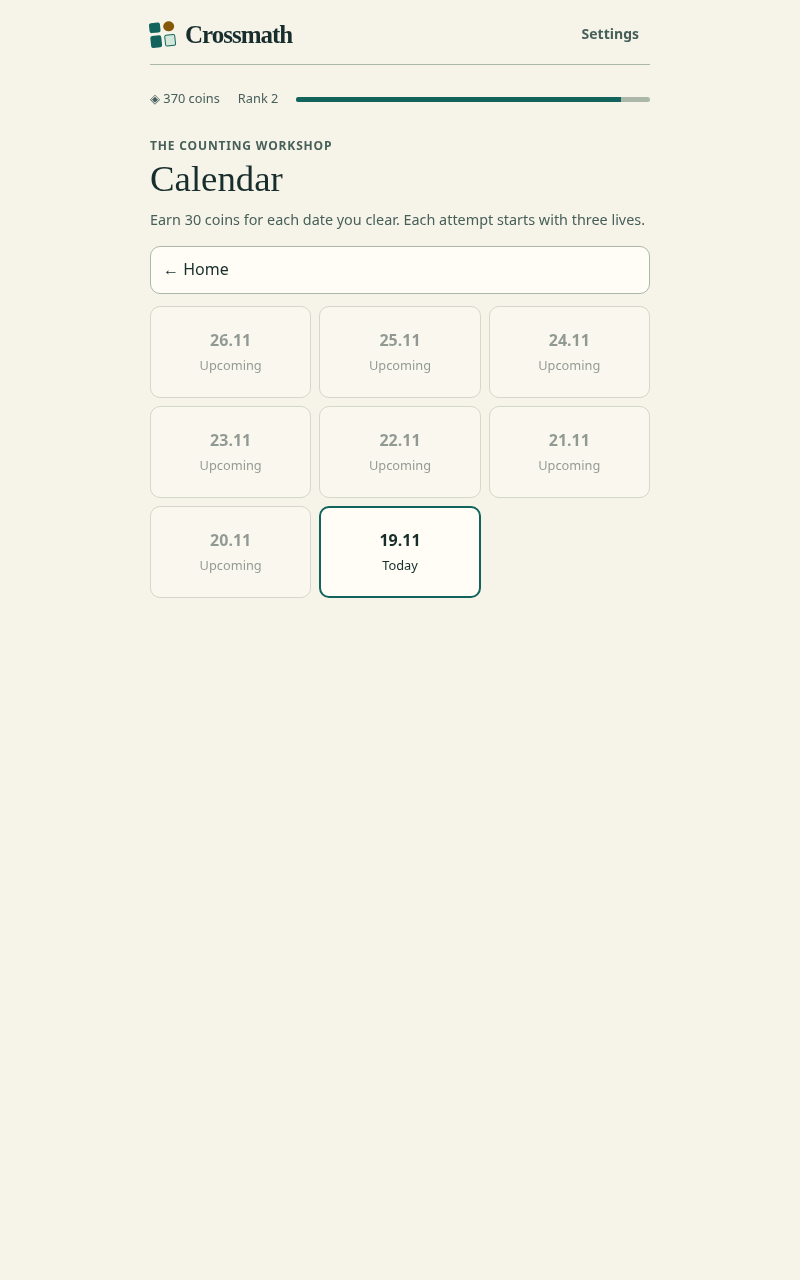 Crossmath
Settings
◈ 370 coins
Rank 2
THE COUNTING WORKSHOP
Calendar
Earn 30 coins for each date you clear. Each attempt starts with three lives.
← Home
26.11
Upcoming
25.11
Upcoming
24.11
Upcoming
23.11
Upcoming
22.11
Upcoming
21.11
Upcoming
20.11
Upcoming
19.11
Today